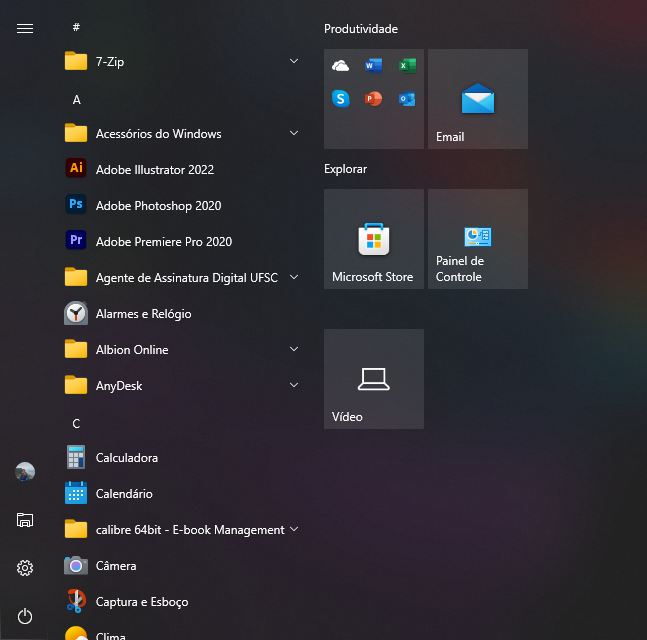 #
7-Zip
A
Acessórios do Windows
Ai Adobe Illustrator 2022
Ps Adobe Photoshop 2020
Pr Adobe Premiere Pro 2020
Agente de Assinatura Digital UFSC
Alarmes e Relógio
Albion Online
AnyDesk
C
Calculadora
Calendário
calibre 64bit - E-book Management
Câmera
Captura e Esboço
Clima
Produtividade
W X
S P O
Email
Explorar
Microsoft Store
Painel de
Controle
Vídeo